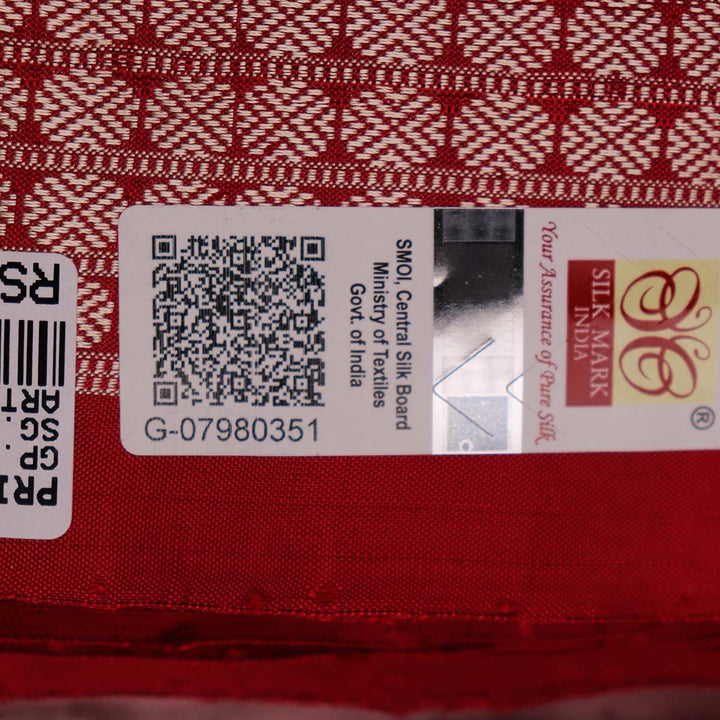 G-07980351
SMOI, Central Silk Board
Ministry of Textiles
Govt. of India
Your Assurance of Pure Silk
SILK MARK
INDIA
®
RS
ART
SG.
GP.